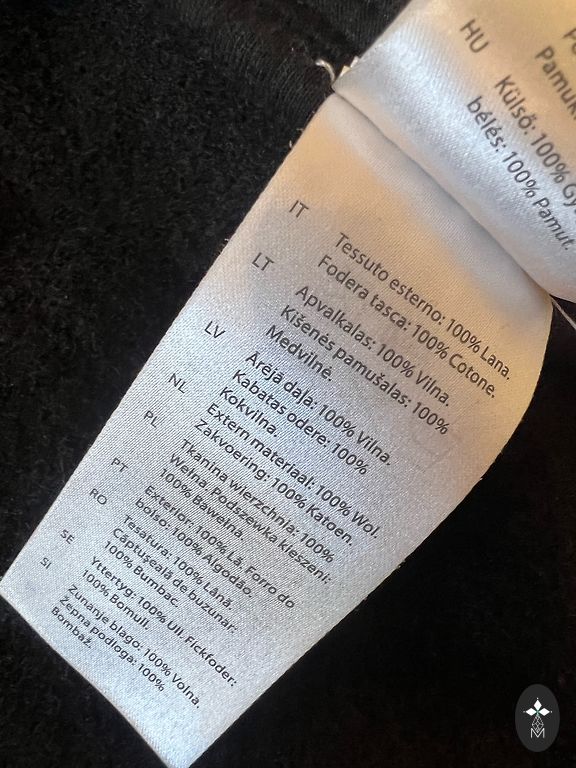 Pamuk
HU
Külső: 100% Gy
bélés: 100% Pamut.
IT
Tessuto esterno: 100% Lana.
Fodera tasca: 100% Cotone.
LT
Apvalkalas: 100% Vilna.
Kišenės pamušalas: 100%
Medvilnė.
LV
Ārējā daļa: 100% Vilna.
Kabatas odere: 100%
Kokvilna.
NL
Extern materiaal: 100% Wol.
Zakvoering: 100% Katoen.
PL
Tkanina wierzchnia: 100%
Wełna. Podszewka kieszeni:
100% Bawełna.
PT
Exterior: 100% Lã. Forro do
bolso: 100% Algodão.
RO
Tesatura: 100% Lână.
Căptușeală de buzunar:
100% Bumbac.
SE
Yttertyg: 100% Ull. Fickfoder:
100% Bomull.
SI
Zunanje blago: 100% Volna.
Žepna podloga: 100%
Bombaž.
M